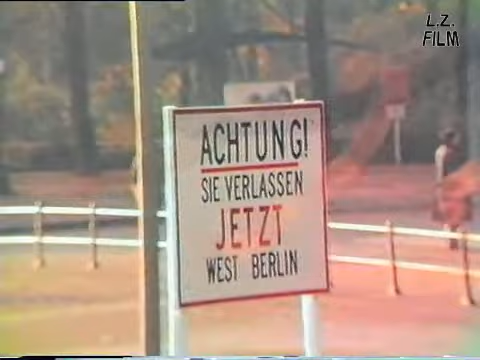 L.Z.
FILM
ACHTUNG!
SIE VERLASSEN
JETZT
WEST BERLIN